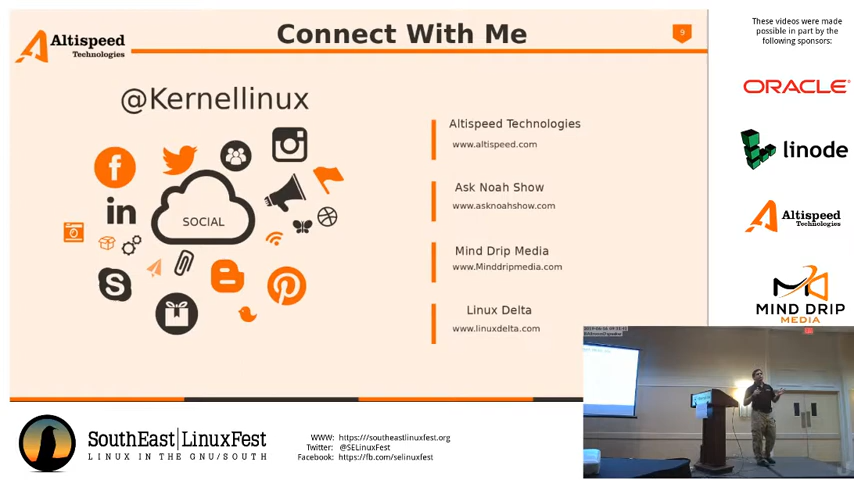 Altispeed
Technologies
Connect With Me
9
@Kernellinux
SOCIAL
Altispeed Technologies
www.altispeed.com
Ask Noah Show
www.asknoahshow.com
Mind Drip Media
www.Minddripmedia.com
Linux Delta
www.linuxdelta.com
These videos were made
possible in part by the
following sponsors:
ORACLE
linode
Altispeed
Technologies
MIND DRIP
MEDIA
SouthEast|LinuxFest
LINUX IN THE GNU/SOUTH
WWW: https://southeastlinuxfest.org
Twitter: @SELinuxFest
Facebook: https://fb.com/selinuxfest